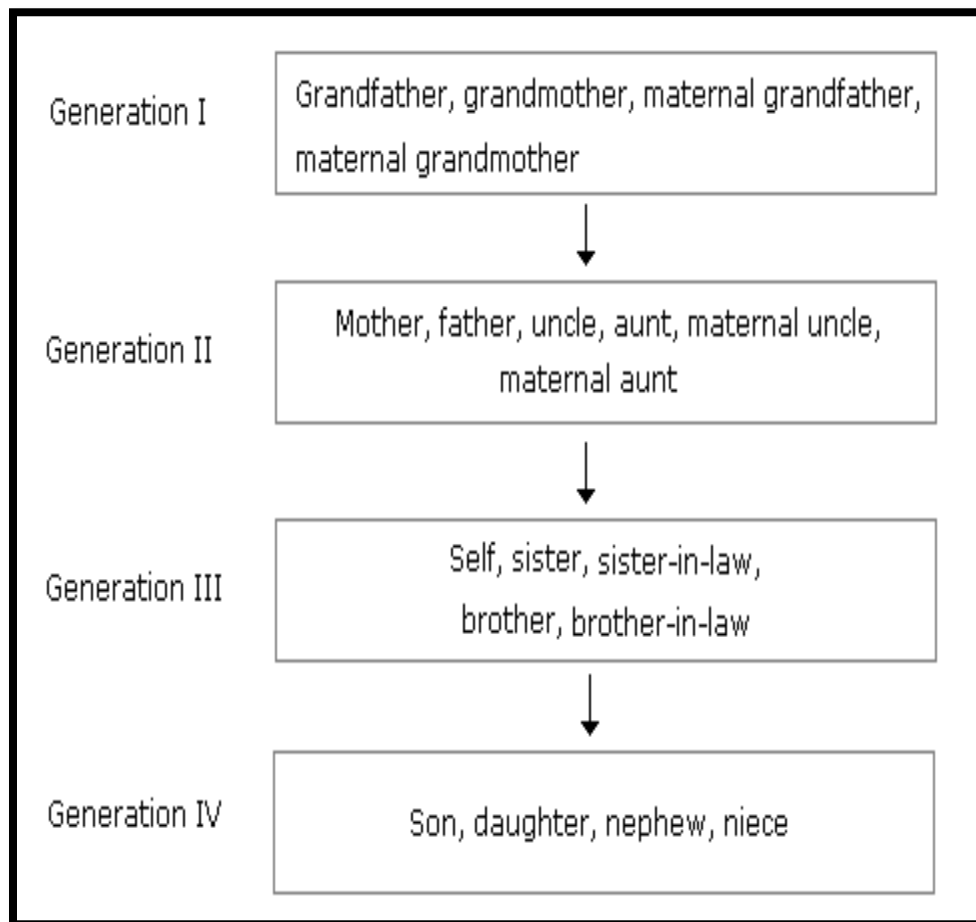 Generation I
Grandfather, grandmother, maternal grandfather,
maternal grandmother
Generation II
Mother, father, uncle, aunt, maternal uncle,
maternal aunt
Generation III
Self, sister, sister-in-law,
brother, brother-in-law
Generation IV
Son, daughter, nephew, niece